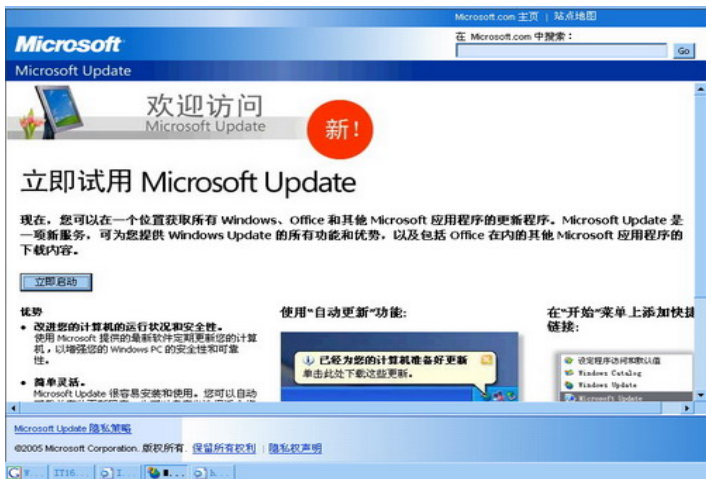 Microsoft.com 主页 | 站点地图
Microsoft
在 Microsoft.com 中搜索：
Go
Microsoft Update
欢迎访问
Microsoft Update
新!
立即试用 Microsoft Update
现在，您可以在一个位置获取所有 Windows、Office 和其他 Microsoft 应用程序的更新程序。Microsoft Update 是
一项新服务，可为您提供 Windows Update 的所有功能和优势，以及包括 Office 在内的其他 Microsoft 应用程序的
下载内容。
立即启动
优势
• 改进您的计算机的运行状况和安全性。
使用 Microsoft 提供的最新软件定期更新您的计算
机，以增强您的 Windows PC 的安全性和可靠
性。
• 简单灵活。
Microsoft Update 很容易安装和使用。您可以自动
使用“自动更新”功能:
已经为您的计算机准备好更新
单击此处下载这些更新。
在“开始”菜单上添加快捷
链接:
设定程序访问和默认值
Windows Catalog
Windows Update
Microsoft Update
Microsoft Update 隐私策略
©2005 Microsoft Corporation. 版权所有. 保留所有权利 | 隐私权声明
IT16...